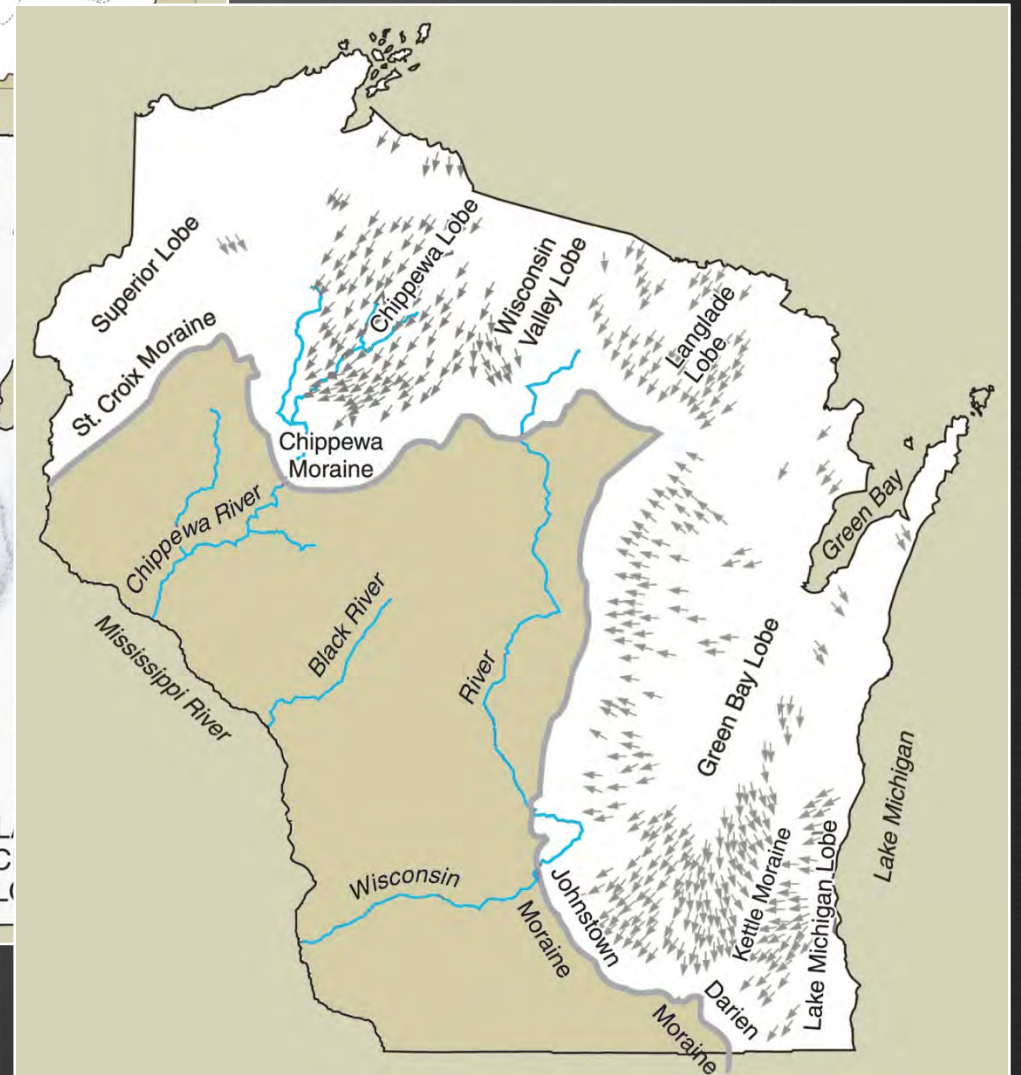 Superior Lobe
St. Croix Moraine
Chippewa Lobe
Wisconsin
Valley Lobe
Langlade
Lobe
Chippewa
Moraine
Chippewa River
Green Bay
Black River
Mississippi River
River
Green Bay Lobe
Lake Michigan
Kettle Moraine
Lake Michigan Lobe
Wisconsin
Johnstown
Moraine
Darien
Moraine